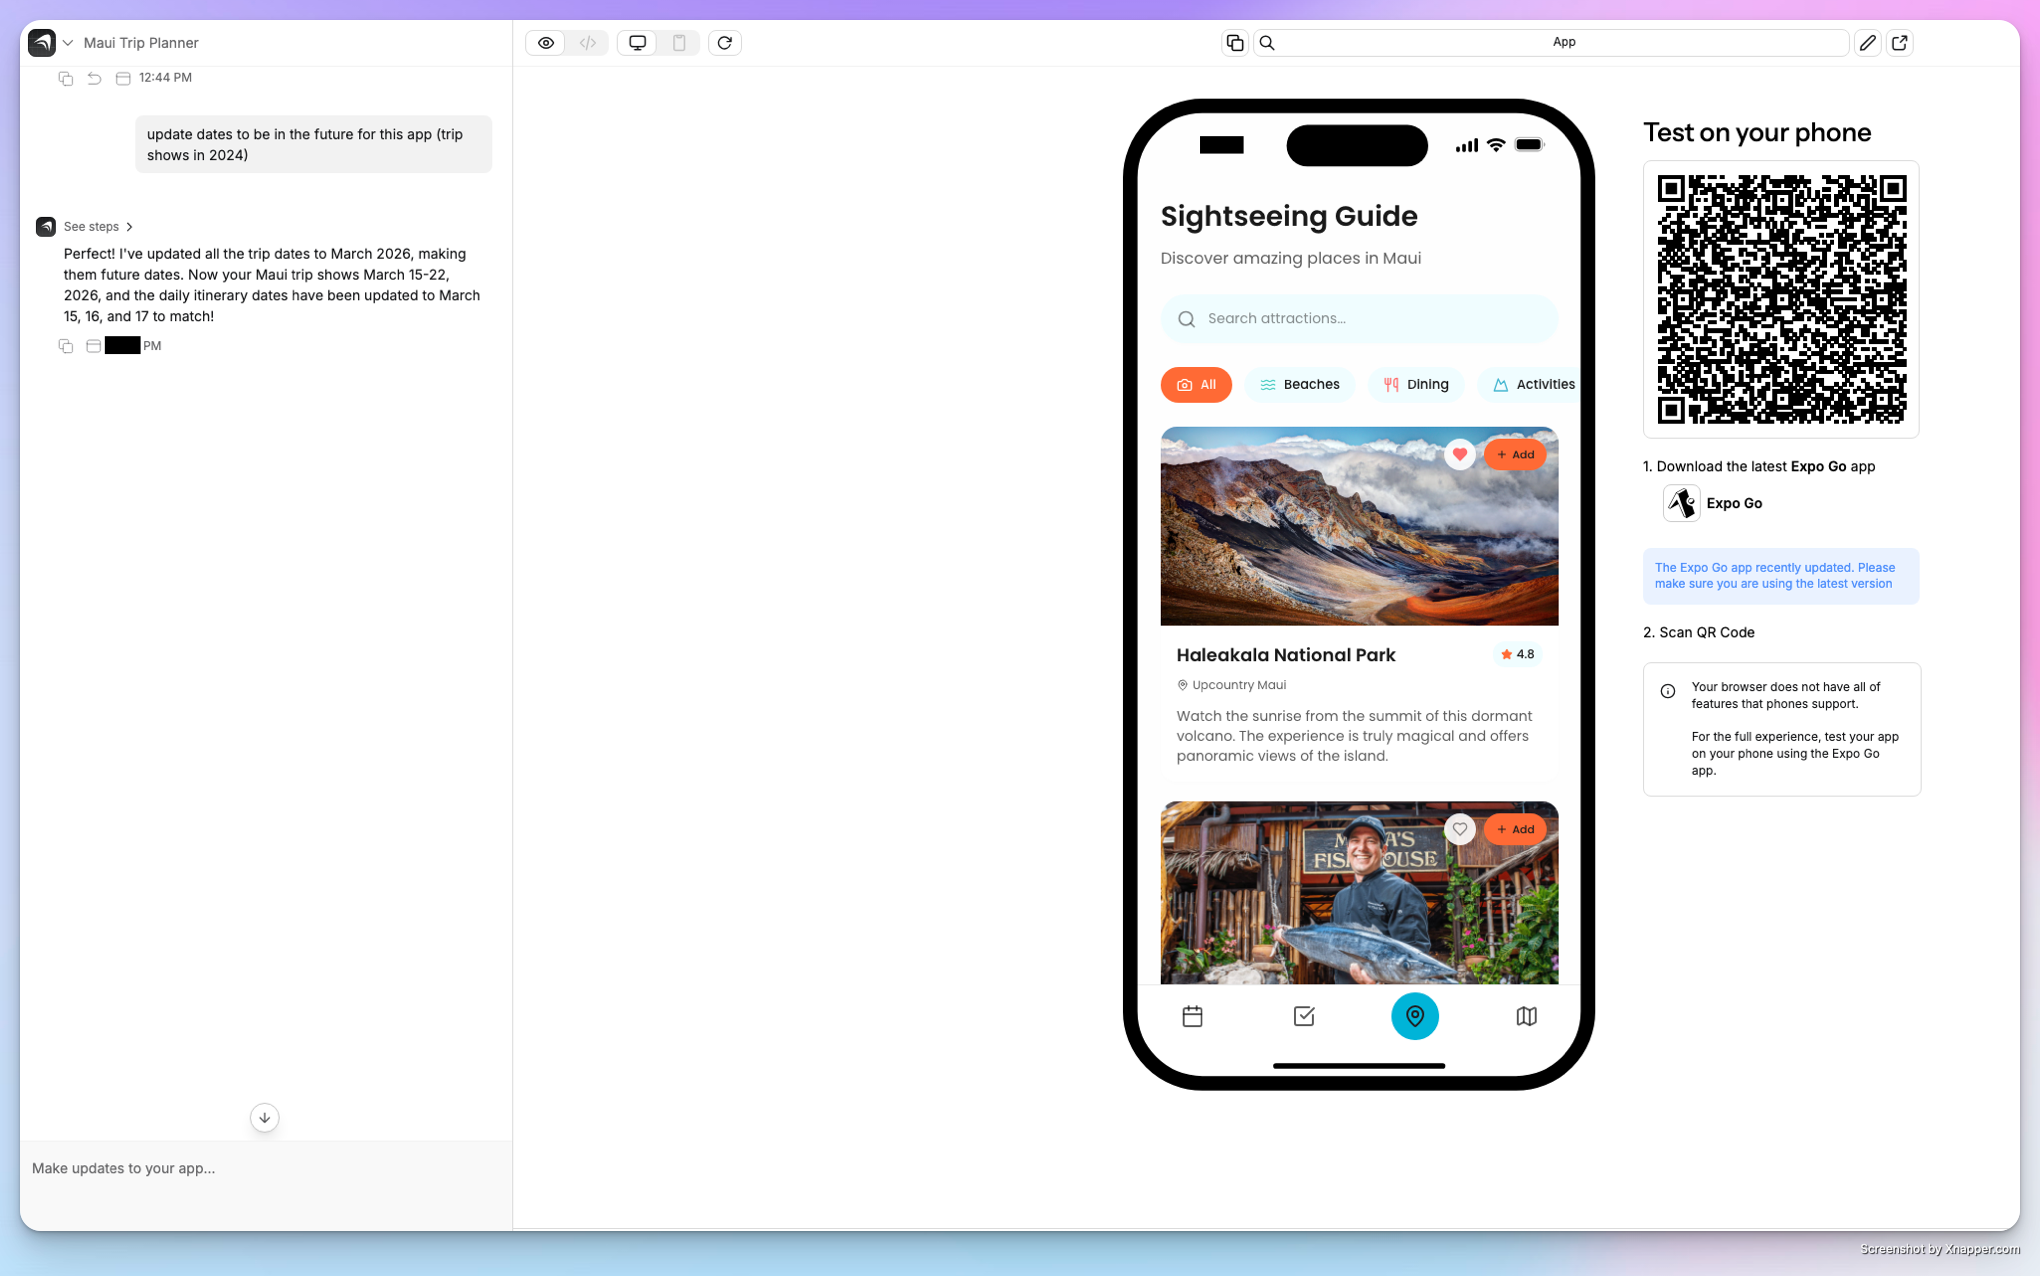 Maui Trip Planner
12:44 PM
update dates to be in the future for this app (trip
shows in 2024)
See steps
Perfect! I've updated all the trip dates to March 2026, making
them future dates. Now your Maui trip shows March 15-22,
2026, and the daily itinerary dates have been updated to March
15, 16, and 17 to match!
PM
Make updates to your app...
App
Sightseeing Guide
Discover amazing places in Maui
Search attractions...
All
Beaches
Dining
Activities
+ Add
Haleakala National Park
4.8
Upcountry Maui
Watch the sunrise from the summit of this dormant
volcano. The experience is truly magical and offers
panoramic views of the island.
+ Add
Test on your phone
1. Download the latest Expo Go app
Expo Go
The Expo Go app recently updated. Please
make sure you are using the latest version
2. Scan QR Code
Your browser does not have all of
features that phones support.
For the full experience, test your app
on your phone using the Expo Go
app.
Screenshot by Xnapper.com